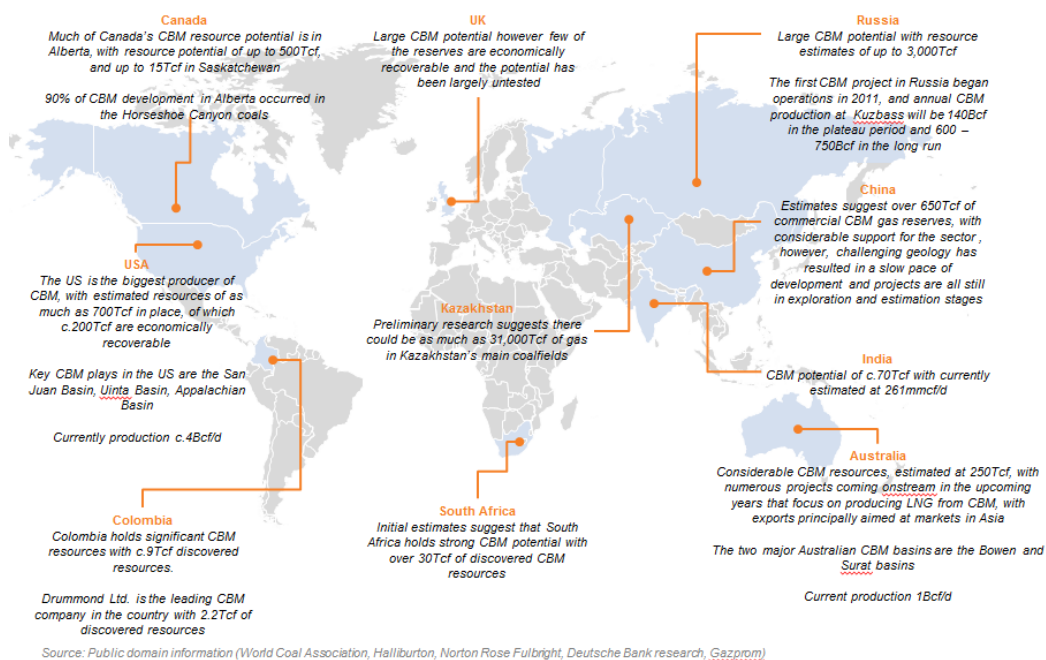 Canada
Much of Canada's CBM resource potential is in
Alberta, with resource potential of up to 500Tcf,
and up to 15Tcf in Saskatchewan
90% of CBM development in Alberta occurred in
the Horseshoe Canyon coals
UK
Large CBM potential however few of
the reserves are economically
recoverable and the potential has
been largely untested
Russia
Large CBM potential with resource
estimates of up to 3,000Tcf
The first CBM project in Russia began
operations in 2011, and annual CBM
production at Kuzbass will be 140Bcf
in the plateau period and 600 –
750Bcf in the long run
China
Estimates suggest over 650Tcf of
commercial CBM gas reserves, with
considerable support for the sector ,
however, challenging geology has
resulted in a slow pace of
development and projects are all still
in exploration and estimation stages
USA
The US is the biggest producer of
CBM, with estimated resources of as
much as 700Tcf in place, of which
c.200Tcf are economically
recoverable
Key CBM plays in the US are the San
Juan Basin, Uinta Basin, Appalachian
Basin
Currently production c.4Bcf/d
Kazakhstan
Preliminary research suggests there
could be as much as 31,000Tcf of gas
in Kazakhstan's main coalfields
India
CBM potential of c.70Tcf with currently
estimated at 261mmcf/d
Australia
Considerable CBM resources, estimated at 250Tcf, with
numerous projects coming onstream in the upcoming
years that focus on producing LNG from CBM, with
exports principally aimed at markets in Asia
The two major Australian CBM basins are the Bowen and
Surat basins
Current production 1Bcf/d
Colombia
Colombia holds significant CBM
resources with c.9Tcf discovered
resources.
Drummond Ltd. is the leading CBM
company in the country with 2.2Tcf of
discovered resources
South Africa
Initial estimates suggest that South
Africa holds strong CBM potential with
over 30Tcf of discovered CBM
resources
Source: Public domain information (World Coal Association, Halliburton, Norton Rose Fulbright, Deutsche Bank research, Gazprom)